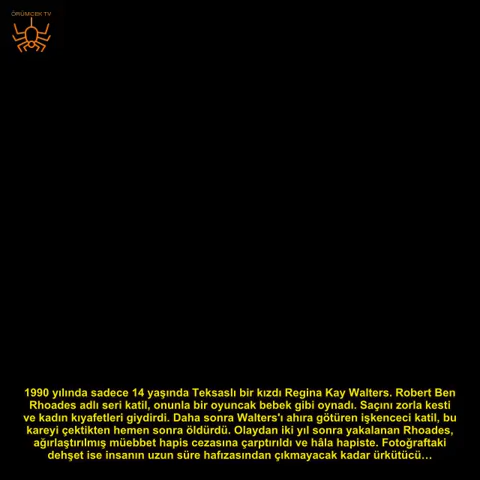 ÖRÜMCEK TV
1990 yılında sadece 14 yaşında Teksaslı bir kızdı Regina Kay Walters. Robert Ben
Rhoades adlı seri katil, onunla bir oyuncak bebek gibi oynadı. Saçını zorla kesti
ve kadın kıyafetleri giydirdi. Daha sonra Walters'ı ahıra götüren işkenceci katil, bu
kareyi çektikten hemen sonra öldürdü. Olaydan iki yıl sonra yakalanan Rhoades,
ağırlaştırılmış müebbet hapis cezasına çarptırıldı ve hâla hapiste. Fotoğraftaki
dehşet ise insanın uzun süre hafızasından çıkmayacak kadar ürkütücü…